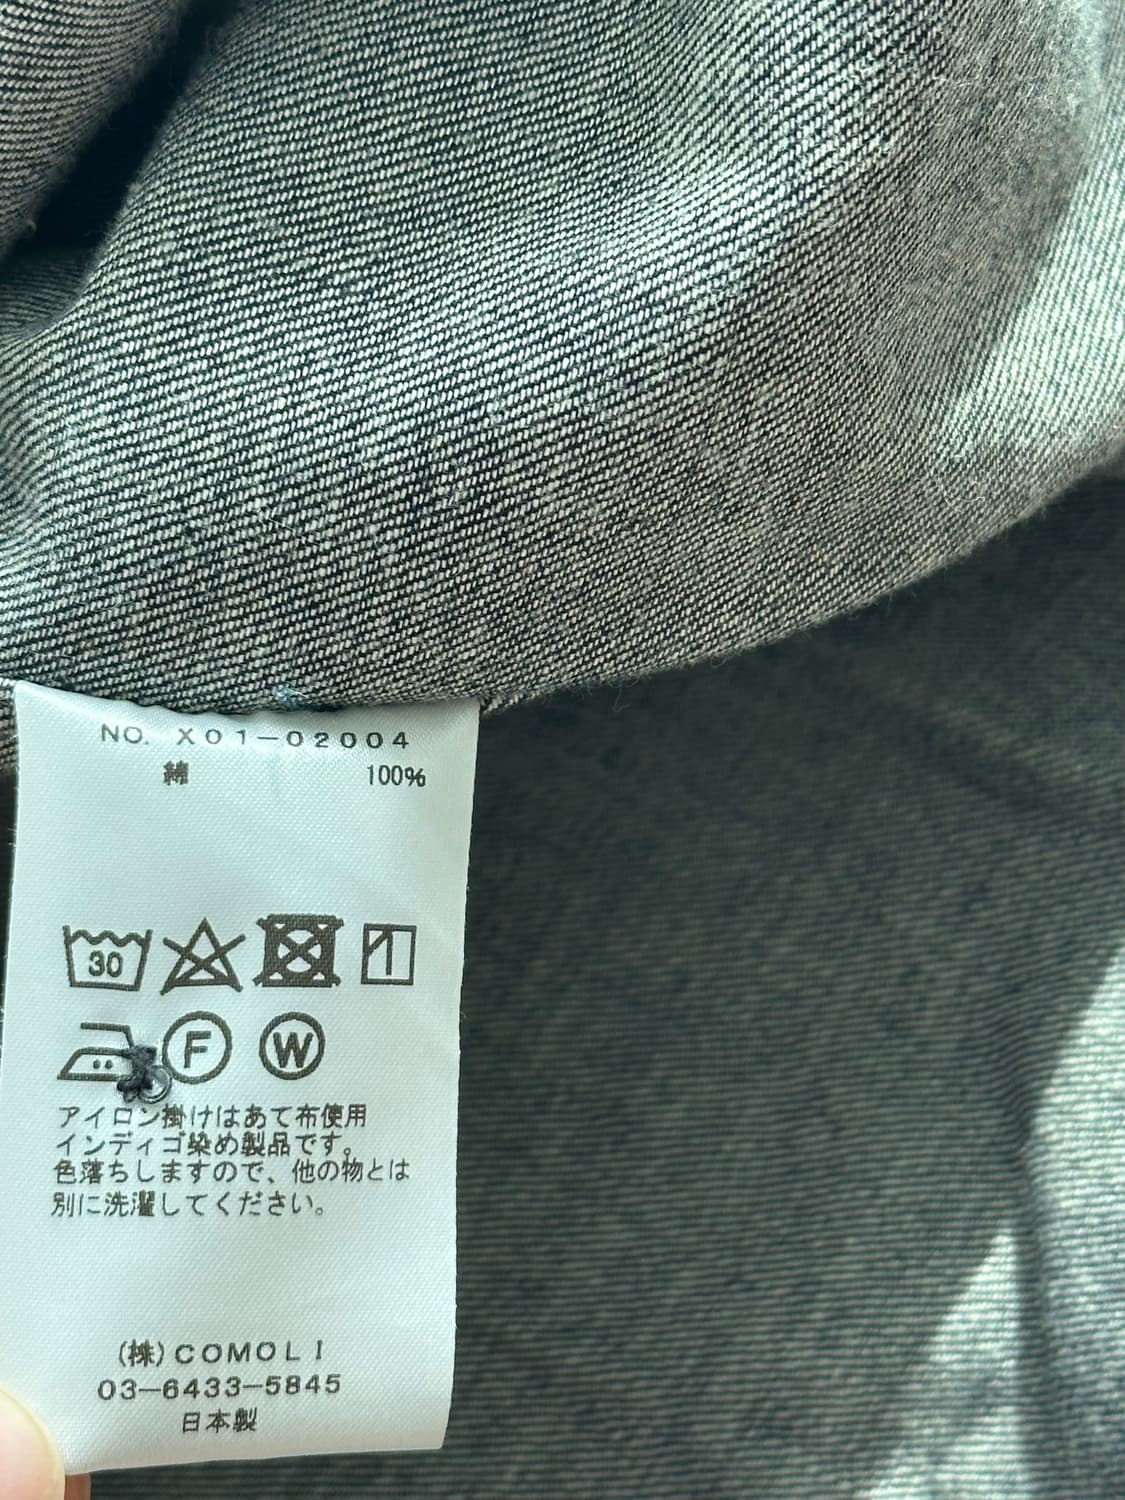 NO. X01-02004
綿 100%
30
F W
アイロン掛けはあて布使用
インディゴ染め製品です。
色落ちしますので、他の物とは
別に洗濯してください。
(株)COMOLI
03-6433-5845
日本製